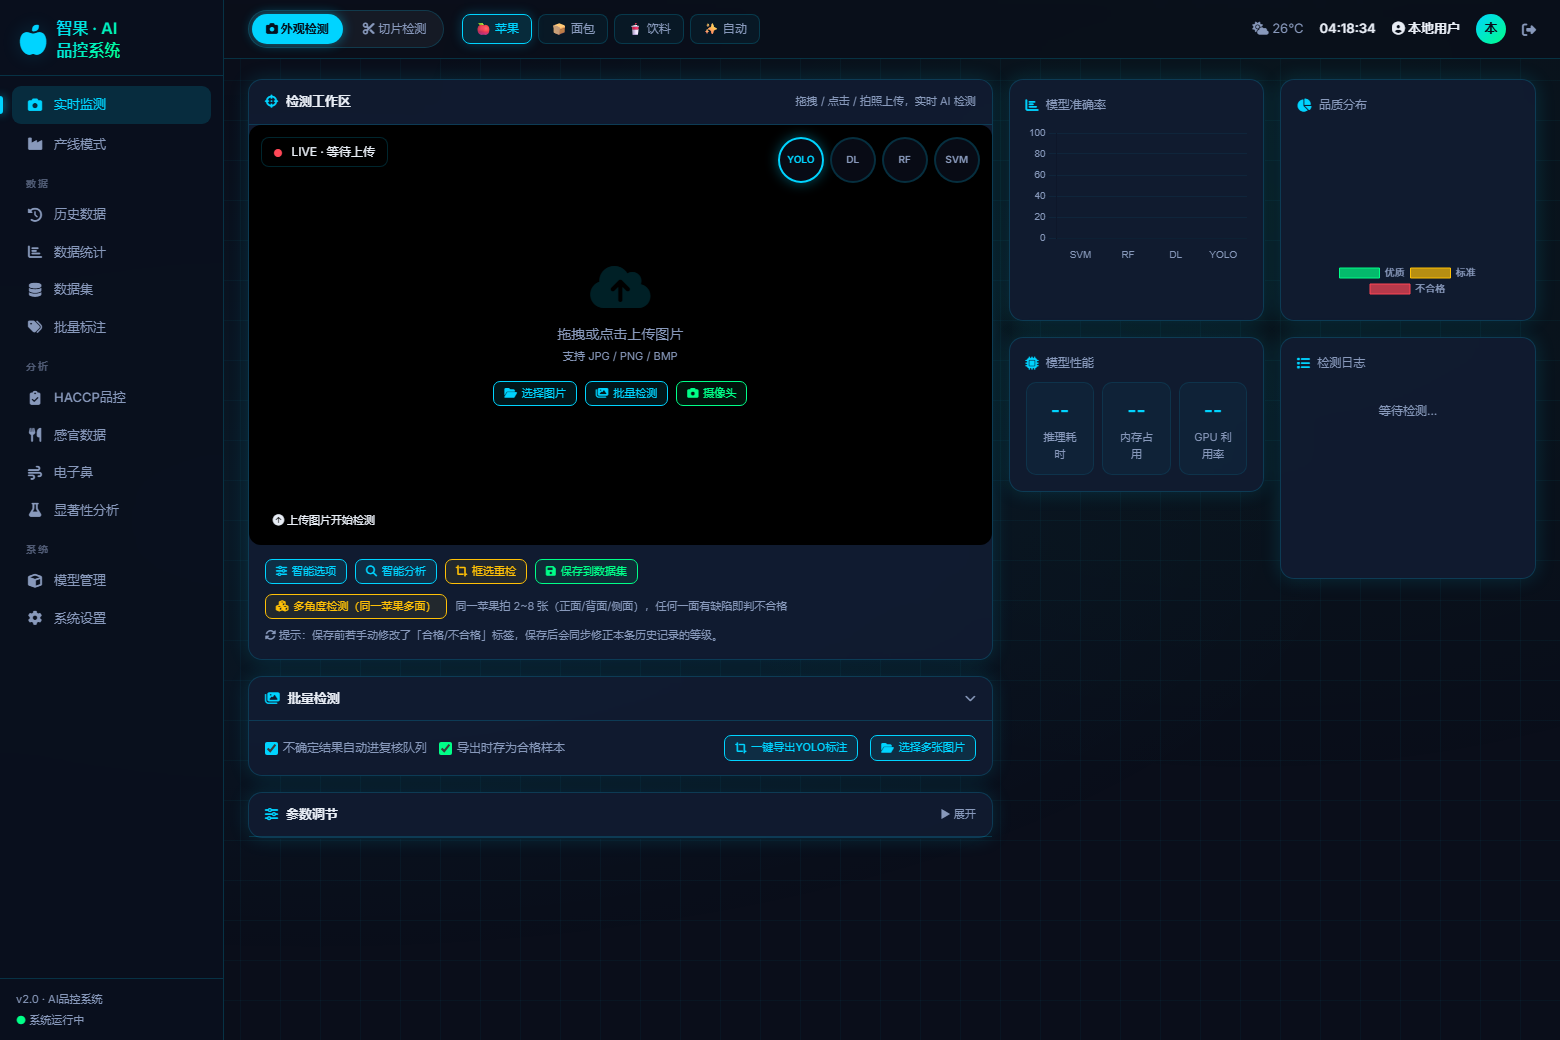 智果 · AI
品控系统
实时监测
产线模式
数据
历史数据
数据统计
数据集
批量标注
分析
HACCP品控
感官数据
电子鼻
显著性分析
系统
模型管理
系统设置
v2.0 · AI品控系统
系统运行中
外观检测
切片检测
苹果
面包
饮料
自动
26°C
04:18:34
本地用户
本
检测工作区
拖拽 / 点击 / 拍照上传，实时 AI 检测
LIVE · 等待上传
YOLO
DL
RF
SVM
拖拽或点击上传图片
支持 JPG / PNG / BMP
选择图片
批量检测
摄像头
上传图片开始检测
智能选项
智能分析
框选重检
保存到数据集
多角度检测（同一苹果多面）
同一苹果拍 2~8 张（正面/背面/侧面），任何一面有缺陷即判不合格
提示：保存前若手动修改了「合格/不合格」标签，保存后会同步修正本条历史记录的等级。
批量检测
不确定结果自动进复核队列
导出时存为合格样本
一键导出YOLO标注
选择多张图片
参数调节
▶ 展开
模型准确率
100
80
60
40
20
0
SVM
RF
DL
YOLO
品质分布
优质
标准
不合格
模型性能
--
推理耗
时
--
内存占
用
--
GPU 利
用率
检测日志
等待检测...